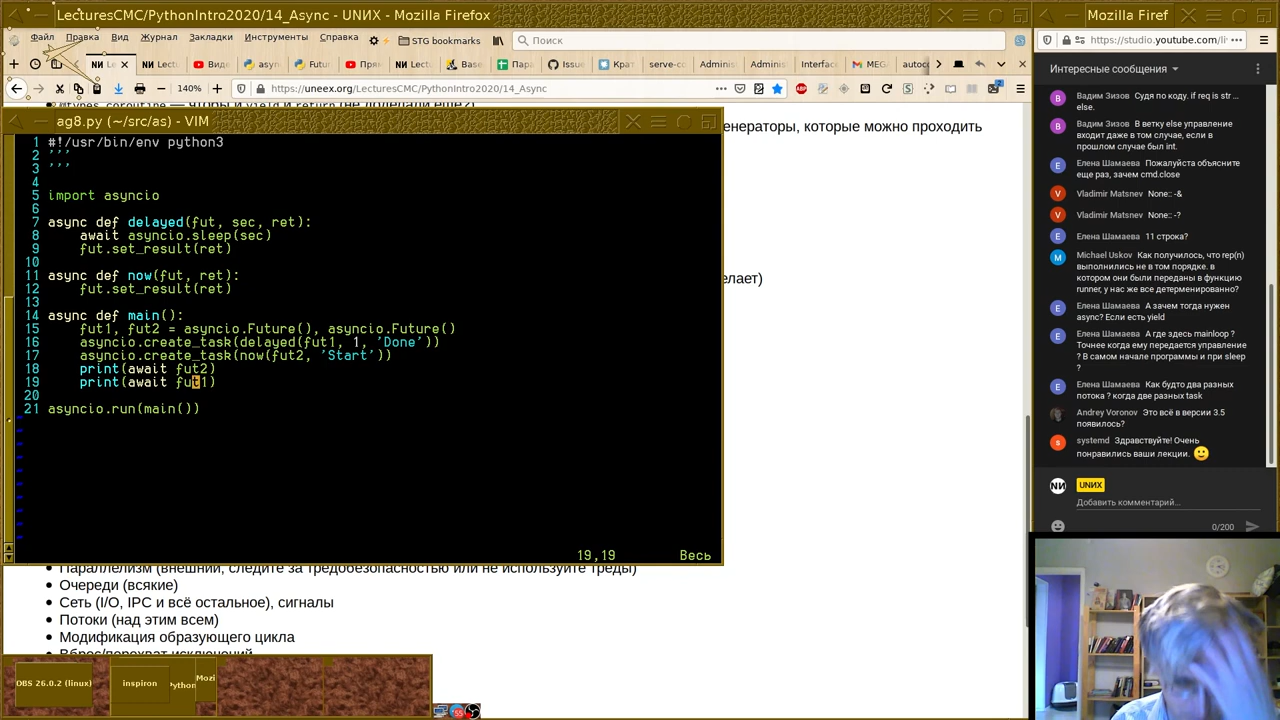 LecturesCMC/PythonIntro2020/14_Async - UNИX - Mozilla Firefox
Файл Правка Вид Журнал Закладки Инструменты Справка
STG bookmarks
Поиск
140%
https://uneex.org/LecturesCMC/PythonIntro2020/14_Async
ag8.py (~/src/as) - VIM
енераторы, которые можно проходить
1 #!/usr/bin/env python3
2 '''
3 '''
4
5 import asyncio
6
7 async def delayed(fut, sec, ret):
8 await asyncio.sleep(sec)
9 fut.set_result(ret)
10
11 async def now(fut, ret):
12 fut.set_result(ret)
13
14 async def main():
15 fut1, fut2 = asyncio.Future(), asyncio.Future()
16 asyncio.create_task(delayed(fut1, 1, 'Done'))
17 asyncio.create_task(now(fut2, 'Start'))
18 print(await fut2)
19 print(await fut1)
20
21 asyncio.run(main())
елает)
19,19 Весь
Параллелизм (внешний, следите за тредобезопасностью или не используйте треды)
Очереди (всякие)
Сеть (I/O, IPC и всё остальное), сигналы
Потоки (над этим всем)
Модификация образующего цикла
Вброс/перехват исключений
OBS 26.0.2 (linux)
inspiron
Python
Mozi
Mozilla Firef
https://studio.youtube.com/li
Интересные сообщения
Вадим Зизов Судя по коду. if req is str ...
else.
Вадим Зизов В ветку else управление
входит даже в том случае, если в
прошлом случае был int.
Елена Шамаева Пожалуйста объясните
еще раз, зачем cmd.close
Vladimir Matsnev None:: -&
Vladimir Matsnev None:: -?
Елена Шамаева 11 строка?
Michael Uskov Как получилось, что rep(n)
выполнились не в том порядке. в
котором они были переданы в функцию
runner, у нас же все детерменированно?
Елена Шамаева А зачем тогда нужен
async? Если есть yield
Елена Шамаева А где здесь mainloop ?
Точнее когда ему передается управление
? В самом начале программы и при sleep
?
Елена Шамаева Как будто два разных
потока ? когда две разные task
Andrey Voronov Это всё в версии 3.5
появилось?
systemd Здравствуйте! Очень
понравились ваши лекции.
UNИX
Добавить комментарий...
0/200